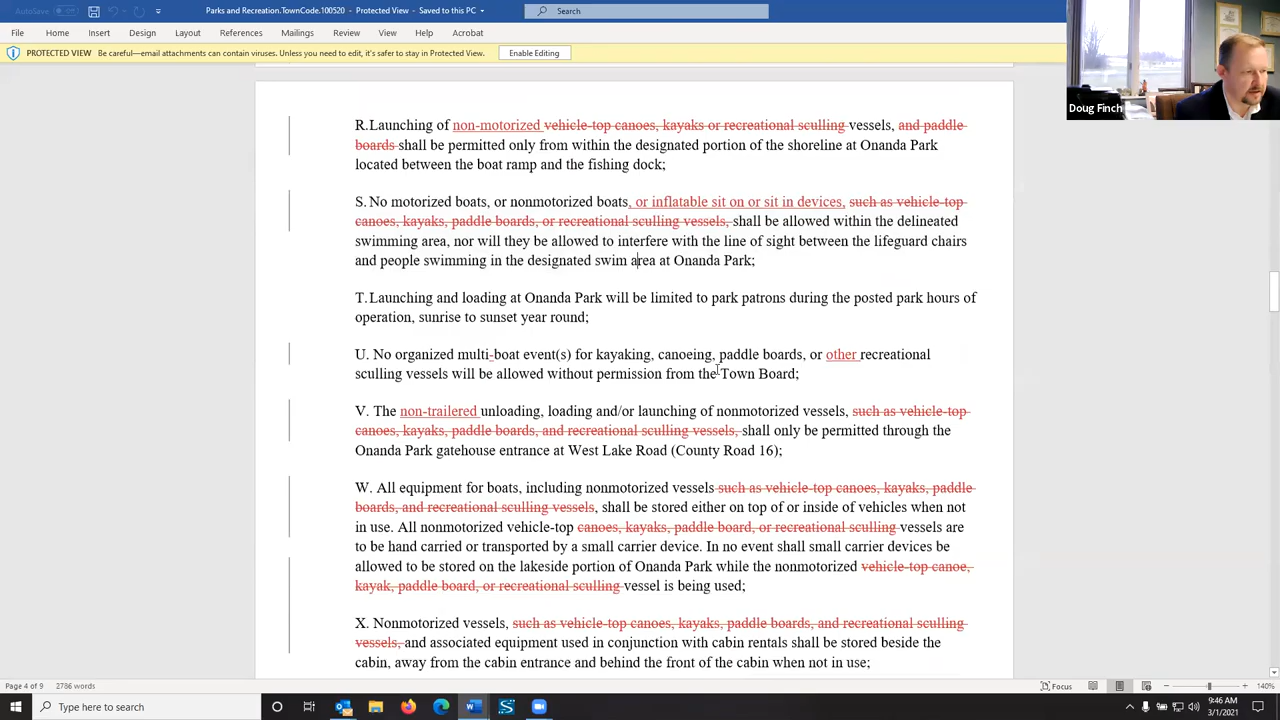 AutoSave Off Parks and Recreation.TownCode.100520 - Protected View - Saved to this PC Search
File Home Insert Design Layout References Mailings Review View Help Acrobat
PROTECTED VIEW Be careful—email attachments can contain viruses. Unless you need to edit, it's safer to stay in Protected View. Enable Editing
Doug Finch
R.Launching of non-motorized vehicle-top canoes, kayaks or recreational sculling vessels, and paddle
boards shall be permitted only from within the designated portion of the shoreline at Onanda Park
located between the boat ramp and the fishing dock;
S. No motorized boats, or nonmotorized boats, or inflatable sit on or sit in devices, such as vehicle-top
canoes, kayaks, paddle boards, or recreational sculling vessels, shall be allowed within the delineated
swimming area, nor will they be allowed to interfere with the line of sight between the lifeguard chairs
and people swimming in the designated swim area at Onanda Park;
T. Launching and loading at Onanda Park will be limited to park patrons during the posted park hours of
operation, sunrise to sunset year round;
U. No organized multi-boat event(s) for kayaking, canoeing, paddle boards, or other recreational
sculling vessels will be allowed without permission from the Town Board;
V. The non-trailered unloading, loading and/or launching of nonmotorized vessels, such as vehicle-top
canoes, kayaks, paddle boards, and recreational sculling vessels, shall only be permitted through the
Onanda Park gatehouse entrance at West Lake Road (County Road 16);
W. All equipment for boats, including nonmotorized vessels such as vehicle-top canoes, kayaks, paddle
boards, and recreational sculling vessels, shall be stored either on top of or inside of vehicles when not
in use. All nonmotorized vehicle-top canoes, kayaks, paddle board, or recreational sculling vessels are
to be hand carried or transported by a small carrier device. In no event shall small carrier devices be
allowed to be stored on the lakeside portion of Onanda Park while the nonmotorized vehicle-top canoe,
kayak, paddle board, or recreational sculling vessel is being used;
X. Nonmotorized vessels, such as vehicle-top canoes, kayaks, paddle boards, and recreational sculling
vessels, and associated equipment used in conjunction with cabin rentals shall be stored beside the
cabin, away from the cabin entrance and behind the front of the cabin when not in use;
Page 4 of 9 2786 words Focus 140%
Type here to search 9:46 AM
3/1/2021